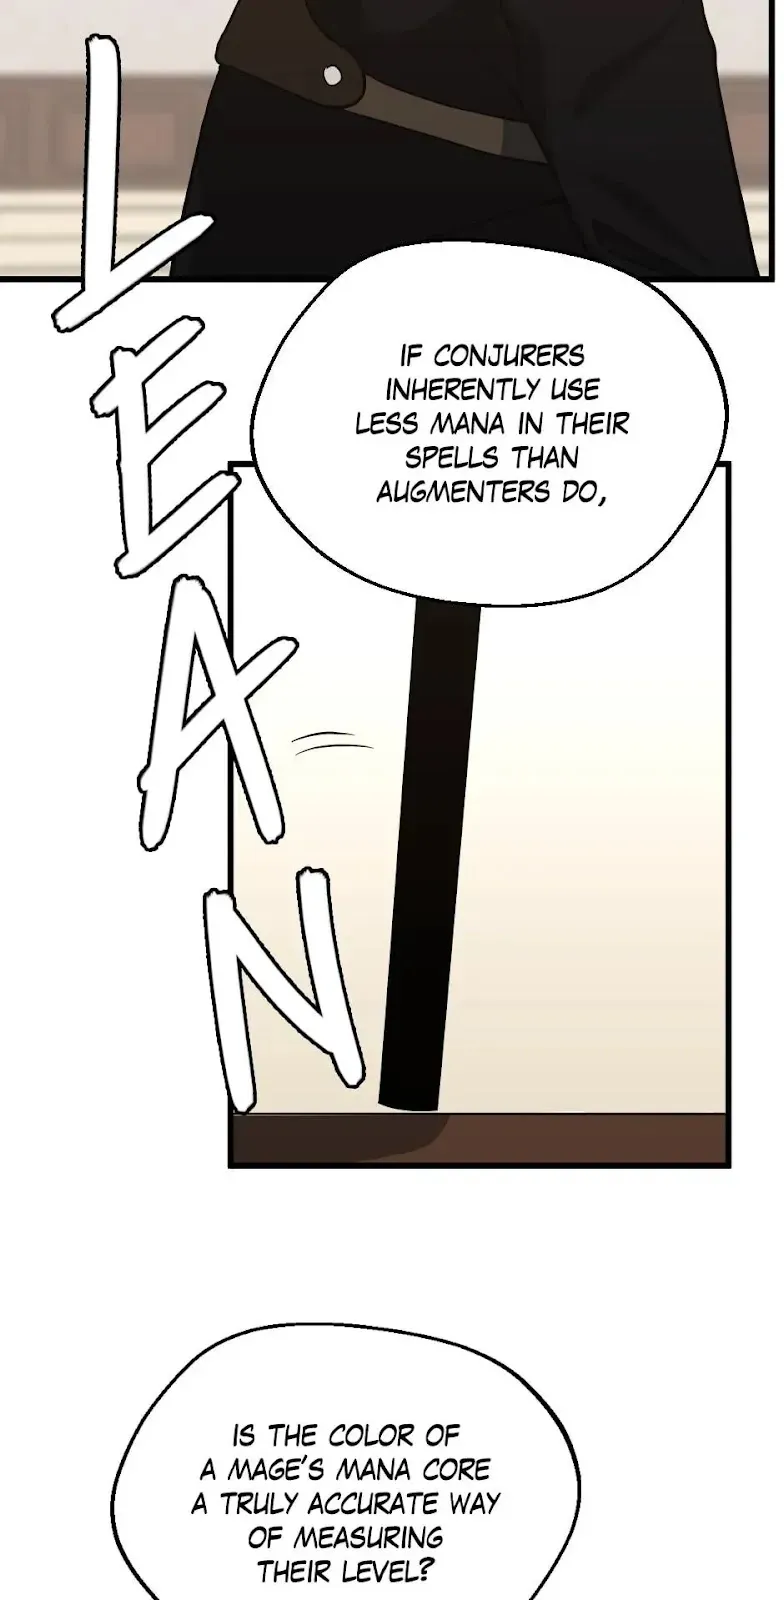 LEAN
IF CONJURERS
INHERENTLY USE
LESS MANA IN THEIR
SPELLS THAN
AUGMENTERS DO,
IS THE COLOR OF
A MAGE'S MANA CORE
A TRULY ACCURATE WAY
OF MEASURING
THEIR LEVEL?